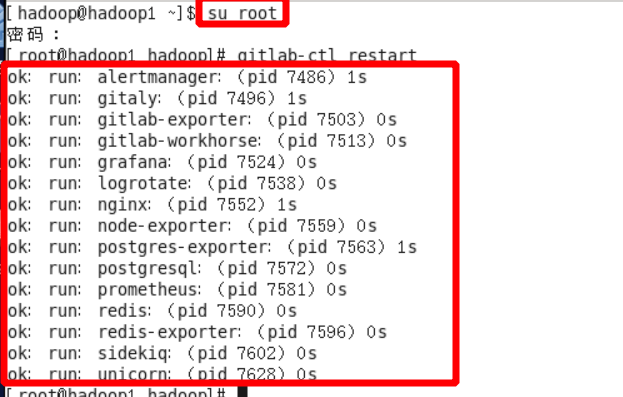 [hadoop@hadoop1 ~]$ su root
密码：
[root@hadoop1 hadoop]# gitlab-ctl restart
ok: run: alertmanager: (pid 7486) 1s
ok: run: gitaly: (pid 7496) 1s
ok: run: gitlab-exporter: (pid 7503) 0s
ok: run: gitlab-workhorse: (pid 7513) 0s
ok: run: grafana: (pid 7524) 0s
ok: run: logrotate: (pid 7538) 0s
ok: run: nginx: (pid 7552) 1s
ok: run: node-exporter: (pid 7559) 0s
ok: run: postgres-exporter: (pid 7563) 1s
ok: run: postgresql: (pid 7572) 0s
ok: run: prometheus: (pid 7581) 0s
ok: run: redis: (pid 7590) 0s
ok: run: redis-exporter: (pid 7596) 0s
ok: run: sidekiq: (pid 7602) 0s
ok: run: unicorn: (pid 7628) 0s
[root@hadoop1 hadoop]#